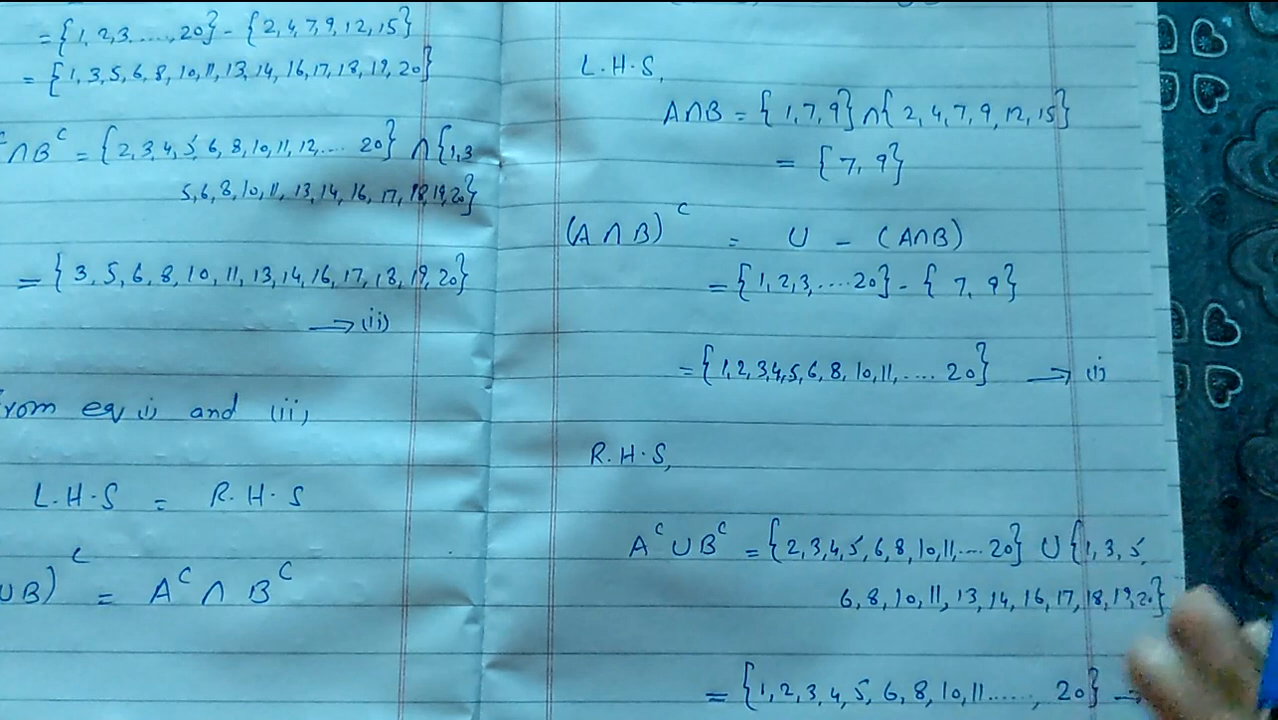 = {1, 2, 3, ...., 20} - {2, 4, 7, 9, 12, 15}
= {1, 3, 5, 6, 8, 10, 11, 13, 14, 16, 17, 18, 19, 20}
∩B^c = {2, 3, 4, 5, 6, 8, 10, 11, 12, .... 20} ∩ {1, 3
5, 6, 8, 10, 11, 13, 14, 16, 17, 18, 19, 20}
= {3, 5, 6, 8, 10, 11, 13, 14, 16, 17, 18, 19, 20}
→ (ii)
from eq (i) and (ii),
L.H.S = R.H.S
∪B)^c = A^c ∩ B^c
L.H.S,
A∩B = {1, 7, 9} ∩ {2, 4, 7, 9, 12, 15}
= {7, 9}
(A∩B)^c = U - (A∩B)
= {1, 2, 3, .... 20} - {7, 9}
= {1, 2, 3, 4, 5, 6, 8, 10, 11, .... 20} → (i)
R.H.S,
A^c ∪ B^c = {2, 3, 4, 5, 6, 8, 10, 11, .... 20} ∪ {1, 3, 5,
6, 8, 10, 11, 13, 14, 16, 17, 18, 19, 20}
= {1, 2, 3, 4, 5, 6, 8, 10, 11 ....., 20} →